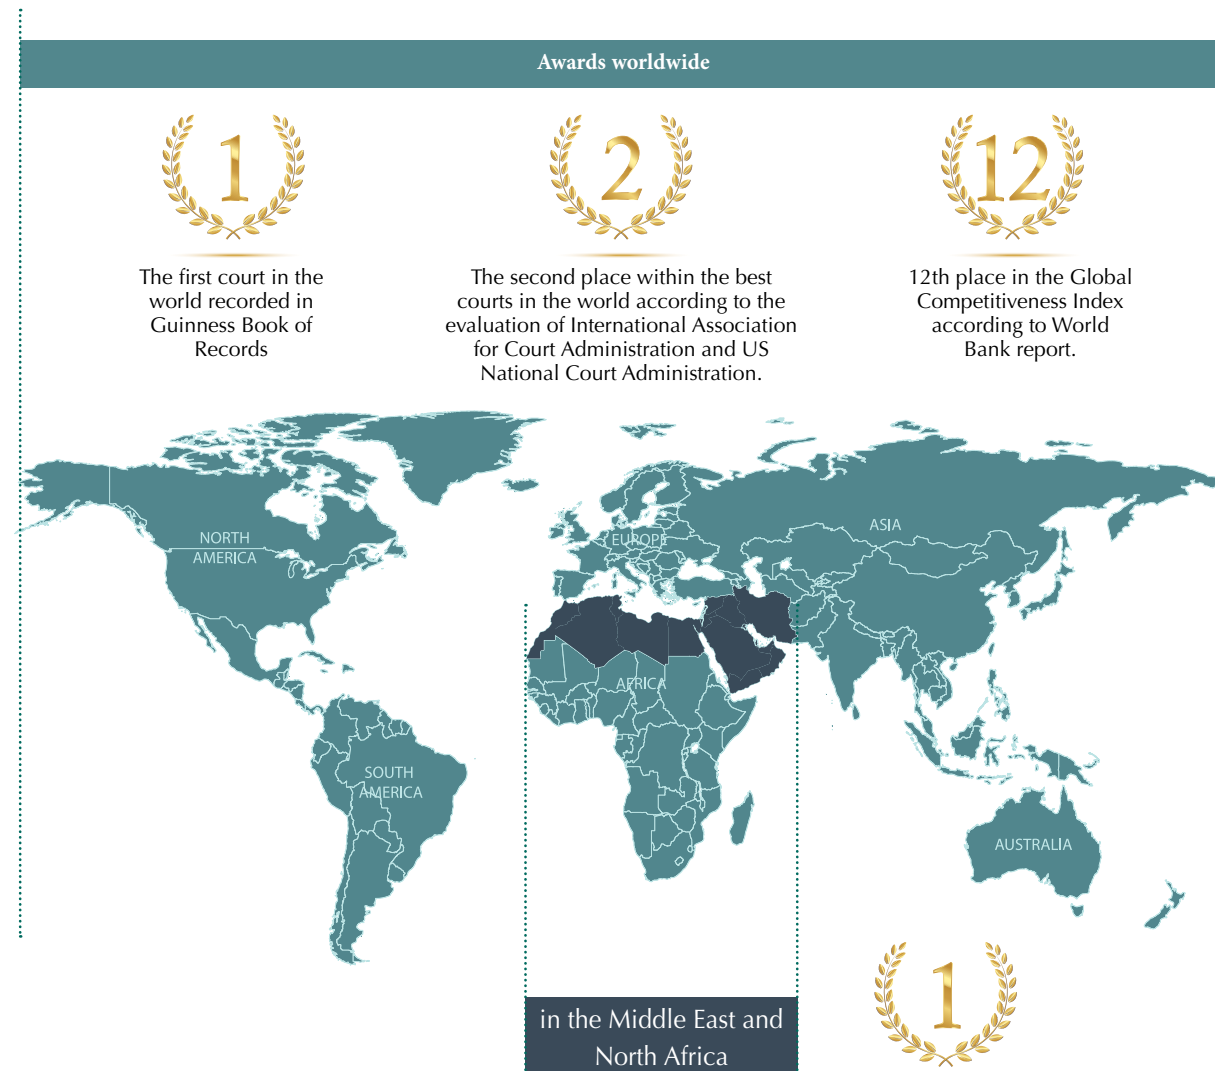 Awards worldwide
1
2
12
The first court in the
world recorded in
Guinness Book of
Records
The second place within the best
courts in the world according to the
evaluation of International Association
for Court Administration and US
National Court Administration.
12th place in the Global
Competitiveness Index
according to World
Bank report.
NORTH
AMERICA
EUROPE
ASIA
AFRICA
SOUTH
AMERICA
AUSTRALIA
in the Middle East and
North Africa
1